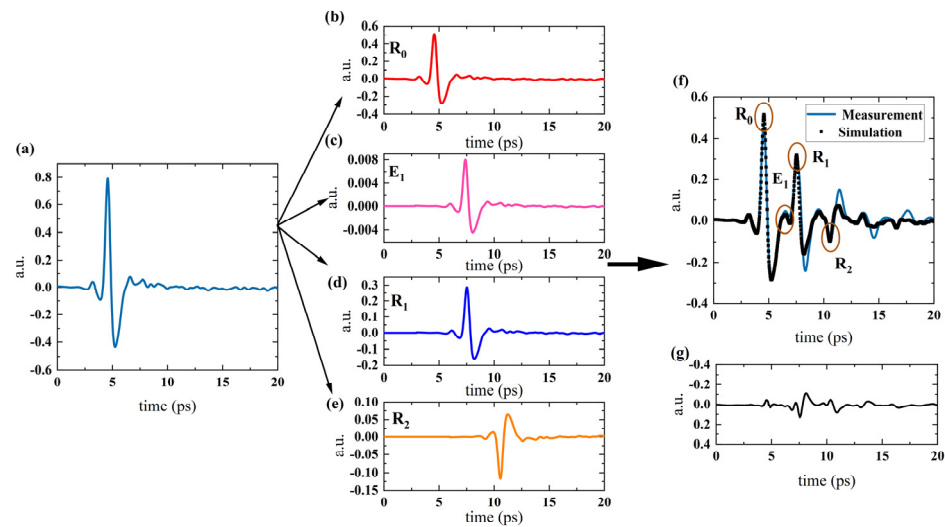 (a)
0.8
0.6
0.4
0.2
0.0
-0.2
-0.4
-0.6
a.u.
0 5 10 15 20
time (ps)
(b)
R0
0.6
0.4
0.2
0.0
-0.2
-0.4
a.u.
0 5 10 15 20
time (ps)
(c)
E1
0.008
0.004
0.000
-0.004
a.u.
0 5 10 15 20
time (ps)
(d)
R1
0.3
0.2
0.1
0.0
-0.1
-0.2
a.u.
0 5 10 15 20
time (ps)
(e)
R2
0.10
0.05
0.00
-0.05
-0.10
-0.15
a.u.
0 5 10 15 20
time (ps)
(f)
Measurement
Simulation
R0
R1
E1
R2
0.6
0.4
0.2
0.0
-0.2
-0.4
a.u.
0 5 10 15 20
time (ps)
(g)
-0.4
-0.2
0.0
0.2
0.4
a.u.
0 5 10 15 20
time (ps)